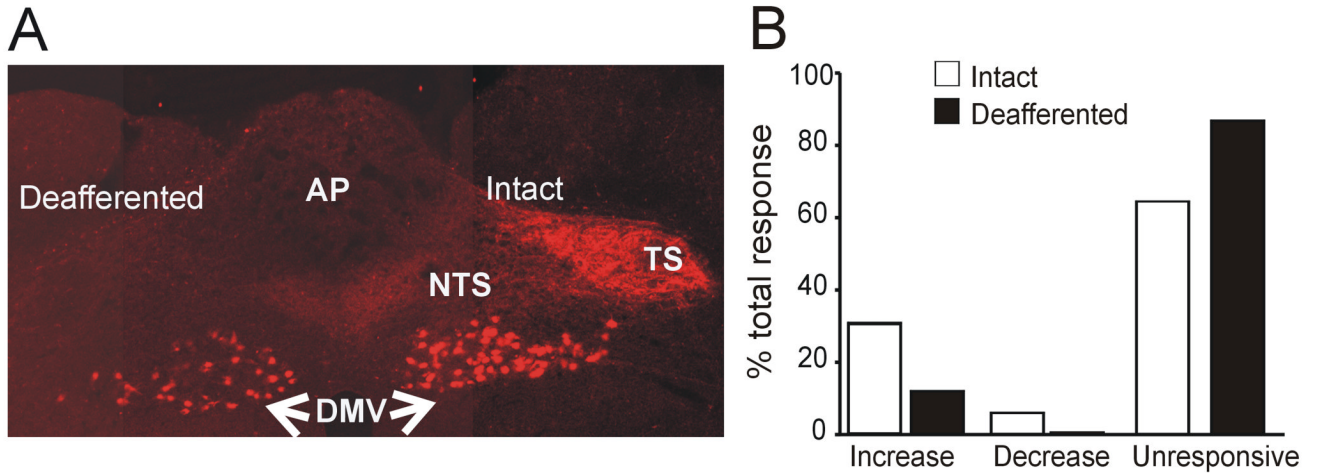 A
Deafferented
AP
Intact
NTS
TS
DMV
B
% total response
100
80
60
40
20
0
Intact
Deafferented
Increase
Decrease
Unresponsive